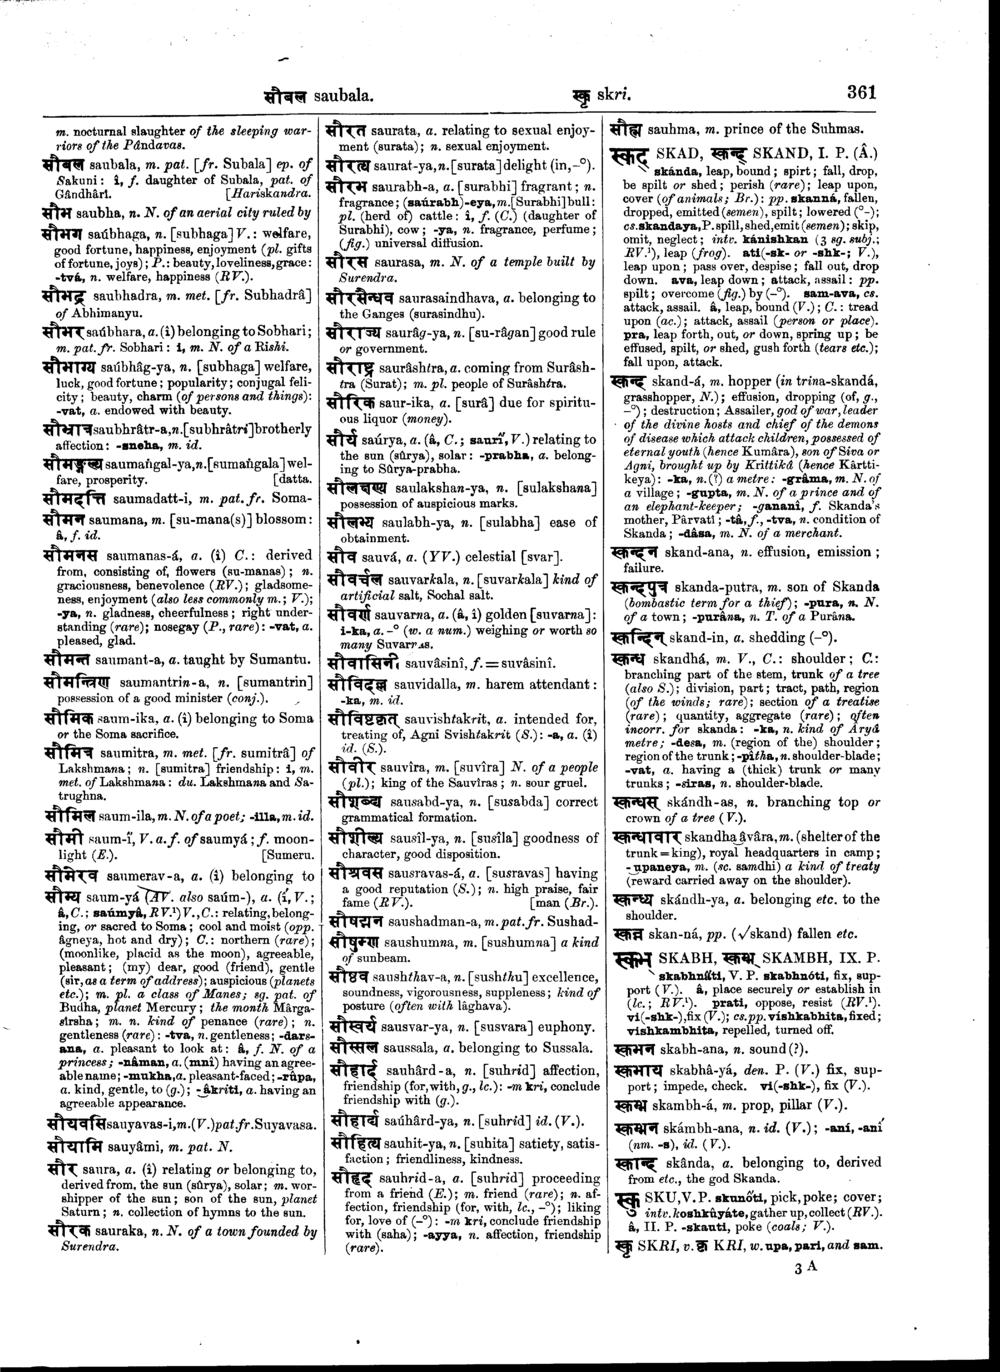 सौबल saubala.
स्कृ skri.
361
m. nocturnal slaughter of the sleeping war-
riors of the Pândavas.
सौबल saubala, m. pat. [fr. Subala] ep. of
Sakuni: î, f. daughter of Subala, pat. of
Gândhârî. [Hariskandra.
सौभ saubha, n. N. of an aerial city ruled by
सौभग saúbhaga, n. [subhaga] V.: welfare,
good fortune, happiness, enjoyment (pl. gifts
of fortune, joys); P.: beauty, loveliness, grace:
-tvá, n. welfare, happiness (RV.).
सौभद्र saubhadra, m. met. [fr. Subhadrâ]
of Abhimanyu.
सौभर saúbhara, a. (î) belonging to Sobhari;
m. pat. fr. Sobhari: i, m. N. of a Rishi.
सौभाग्य saúbhâg-ya, n. [subhaga] welfare,
luck, good fortune; popularity; conjugal feli-
city; beauty, charm (of persons and things):
-vat, a. endowed with beauty.
सौभ्रात्र saubhrâtr-a, n. [subhrâtri] brotherly
affection: -sneha, m. id.
सौमङ्गल्य saumaṅgal-ya, n. [sumaṅgala] wel-
fare, prosperity. [datta.
सौमदत्ति saumadatt-i, m. pat. fr. Soma-
सौमन saumana, m. [su-mana(s)] blossom:
â, f. id.
सौमनस saumanas-á, a. (î) C.: derived
from, consisting of, flowers (su-manas); n.
graciousness, benevolence (RV.); gladsome-
ness, enjoyment (also less commonly m.; V.);
-ya, n. gladness, cheerfulness; right under-
standing (rare); nosegay (P., rare): -vat, a.
pleased, glad.
सौमन्त saumant-a, a. taught by Sumantu.
सौमन्त्रिण saumantrin-a, n. [sumantrin]
possession of a good minister (conj.).
सौमिक saum-ika, a. (î) belonging to Soma
or the Soma sacrifice.
सौमित्र saumitra, m. met. [fr. sumitrâ] of
Lakshmana; n. [sumitra] friendship: i, m.
met. of Lakshmana: du. Lakshmana and Sa-
trughna.
सौमिल saum-ila, m. N. of a poet; -illa, m. id.
सौमी saum-î, V. a. f. of saumyá; f. moon-
light (E.). [Sumeru.
सौमेरव saumerav-a, a. (î) belonging to
सौम्य saum-yá (AV. also saúm-), a. (î, V.;
â, C.; saúmyâ, RV.¹) V., C.: relating, belong-
ing, or sacred to Soma; cool and moist (opp.
âgneya, hot and dry); C.: northern (rare);
(moonlike, placid as the moon), agreeable,
pleasant; (my) dear, good (friend), gentle
(sir, as a term of address); auspicious (planets
etc.); m. pl. a class of Manes; sg. pat. of
Budha, planet Mercury; the month Mârga-
sîrsha; m. n. kind of penance (rare); n.
gentleness (rare): -tva, n. gentleness; -dars-
ana, a. pleasant to look at: â, f. N. of a
princess; -nâman, a. (mnî) having an agree-
able name; -mukha, a. pleasant-faced; -rûpa,
a. kind, gentle, to (g.); -‿âkriti, a. having an
agreeable appearance.
सौयवसि sauyavas-i, m. (V.) pat. fr. Suyavasa.
सौयामि sauyâmi, m. pat. N.
सौर saura, a. (î) relating or belonging to,
derived from, the sun (sûrya), solar; m. wor-
shipper of the sun; son of the sun, planet
Saturn; n. collection of hymns to the sun.
सौरक sauraka, n. N. of a town founded by
Surendra.
सौरत saurata, a. relating to sexual enjoy-
ment (surata); n. sexual enjoyment.
सौरत्य saurat-ya, n. [surata] delight (in, -°).
सौरभ saurabh-a, a. [surabhi] fragrant; n.
fragrance; (saúrabh)-eya, m. [Surabhi] bull:
pl. (herd of) cattle: î, f. (C.) (daughter of
Surabhi), cow; -ya, n. fragrance, perfume;
(fig.) universal diffusion.
सौरस saurasa, m. N. of a temple built by
Surendra.
सौरसैन्धव saurasaindhava, a. belonging to
the Ganges (surasindhu).
सौराज्य saurâg-ya, n. [su-râgan] good rule
or government.
सौराष्ट्र saurâshtra, a. coming from Surâsh-
tra (Surat); m. pl. people of Surâshtra.
सौरिक saur-ika, a. [surâ] due for spiritu-
ous liquor (money).
सौर्य saúrya, a. (â, C.; saurî, V.) relating to
the sun (sûrya), solar: -prabha, a. belong-
ing to Sûrya-prabha.
सौलक्षण्य saulakshan-ya, n. [sulakshana]
possession of auspicious marks.
सौलभ्य saulabh-ya, n. [sulabha] ease of
obtainment.
सौव sauvá, a. (YV.) celestial [svar].
सौवर्चल sauvarkala, n. [suvarkala] kind of
artificial salt, Sochal salt.
सौवर्ण sauvarna, a. (â, î) golden [suvarna]:
i-ka, a. -° (w. a num.) weighing or worth so
many Suvarnas.
सौवासिनी sauvâsinî, f. = suvâsinî.
सौविदल्ल sauvidalla, m. harem attendant:
-ka, m. id.
सौविष्टकृत sauvishtakrit, a. intended for,
treating of, Agni Svishtakrit (S.): -a, a. (î)
id. (S.).
सौवीर sauvîra, m. [suvîra] N. of a people
(pl.); king of the Sauvîras; n. sour gruel.
सौशब्द्य sausabd-ya, n. [susabda] correct
grammatical formation.
सौशील्य sausîl-ya, n. [susîla] goodness of
character, good disposition.
सौश्रवस sausravas-á, a. [susravas] having
a good reputation (S.); n. high praise, fair
fame (RV.). [man (Br.).
सौषद्मन saushadman-a, m. pat. fr. Sushad-
सौषुम्ण saushumna, m. [sushumna] a kind
of sunbeam.
सौष्ठव saushthav-a, n. [sushthu] excellence,
soundness, vigorousness, suppleness; kind of
posture (often with lâghava).
सौस्वर्य sausvar-ya, n. [susvara] euphony.
सौस्सल saussala, a. belonging to Sussala.
सौहार्द sauhârd-a, n. [suhrid] affection,
friendship (for, with, g., lc.): -m kri, conclude
friendship with (g.).
सौहार्द्य saúhârd-ya, n. [suhrid] id. (V.).
सौहित्य sauhit-ya, n. [suhita] satiety, satis-
faction; friendliness, kindness.
सौहृद sauhrid-a, a. [suhrid] proceeding
from a friend (E.); m. friend (rare); n. af-
fection, friendship (for, with, lc., -°); liking
for, love of (-°): -m kri, conclude friendship
with (saha); -ayya, n. affection, friendship
(rare).
सौह्म sauhma, m. prince of the Suhmas.
स्कद् SKAD, स्कन्द् SKAND, I. P. (Â.)
skánda, leap, bound; spirt; fall, drop,
be spilt or shed; perish (rare); leap upon,
cover (of animals; Br.): pp. skanná, fallen,
dropped, emitted (semen), spilt; lowered (°-);
cs. skandaya, P. spill, shed, emit (semen); skip,
omit, neglect; intv. kánishkan (3 sg. subj.;
RV.¹), leap (frog). ati(-sk- or -shk-; V.),
leap upon; pass over, despise; fall out, drop
down. ava, leap down; attack, assail: pp.
spilt; overcome (fig.) by (-°). sam-ava, cs.
attack, assail. â, leap, bound (V.); C.: tread
upon (ac.); attack, assail (person or place).
pra, leap forth, out, or down, spring up; be
effused, spilt, or shed, gush forth (tears etc.);
fall upon, attack.
स्कन्द skand-á, m. hopper (in trina-skandá,
grasshopper, N.); effusion, dropping (of, g.,
-°); destruction; Assailer, god of war, leader
of the divine hosts and chief of the demons
of disease which attack children, possessed of
eternal youth (hence Kumâra), son of Siva or
Agni, brought up by Krittikâ (hence Kârtti-
keya): -ka, n. (?) a metre: -grâma, m. N. of
a village; -gupta, m. N. of a prince and of
an elephant-keeper; -gananî, f. Skanda's
mother, Pârvatî; -tâ, f., -tva, n. condition of
Skanda; -dâsa, m. N. of a merchant.
स्कन्दन skand-ana, n. effusion, emission;
failure.
स्कन्दपुत्र skanda-putra, m. son of Skanda
(bombastic term for a thief); -pura, n. N.
of a town; -purâna, n. T. of a Purâna.
स्कन्दिन् skand-in, a. shedding (-°).
स्कन्ध skandhá, m. V., C.: shoulder; C.:
branching part of the stem, trunk of a tree
(also S.); division, part; tract, path, region
(of the winds; rare); section of a treatise
(rare); quantity, aggregate (rare); often
incorr. for skanda: -ka, n. kind of Aryâ
metre; -desa, m. (region of the) shoulder;
region of the trunk; -pîtha, n. shoulder-blade;
-vat, a. having a (thick) trunk or many
trunks; -siras, n. shoulder-blade.
स्कन्धस् skándh-as, n. branching top or
crown of a tree (V.).
स्कन्धावार skandha‿âvâra, m. (shelter of the
trunk = king), royal headquarters in camp;
-‿upaneya, m. (sc. samdhi) a kind of treaty
(reward carried away on the shoulder).
स्कन्ध्य skándh-ya, a. belonging etc. to the
shoulder.
स्कन्न skan-ná, pp. (√skand) fallen etc.
स्कभ् SKABH, स्कम्भ् SKAMBH, IX. P.
skabhnâti, V. P. skabhnóti, fix, sup-
port (V.). â, place securely or establish in
(lc.; RV.¹). prati, oppose, resist (RV.¹).
vi(-shk-), fix (V.); cs. pp. vishkabhita, fixed;
vishkambhita, repelled, turned off.
स्कभन skabh-ana, n. sound (?).
स्कभाय skabhâ-yá, den. P. (V.) fix, sup-
port; impede, check. vi(-shk-), fix (V.).
स्कम्भ skambh-á, m. prop, pillar (V.).
स्कम्भन skámbh-ana, n. id. (V.); -anî, -anî
(nm. -s), id. (V.).
स्कान्द skânda, a. belonging to, derived
from etc., the god Skanda.
स्कु SKU, V. P. skunóti, pick, poke; cover;
intv. koshkûyáte, gather up, collect (RV.).
â, II. P. -skauti, poke (coals; V.).
स्कृ SKRI, v. कृ KRI, w. upa, pari, and sam.
3 A